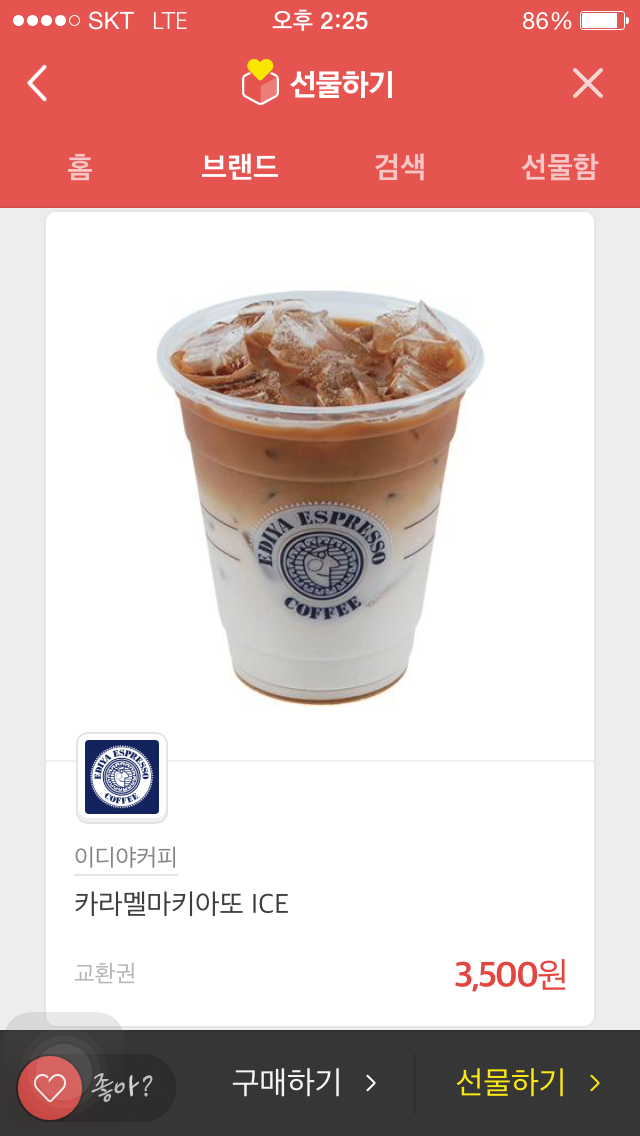 SKT LTE 오후 2:25 86%
선물하기
홈 브랜드 검색 선물함
EDIYA ESPRESSO
COFFEE
EDIYA ESPRESSO
COFFEE
이디야커피
카라멜마키아또 ICE
교환권 3,500원
좋아? 구매하기 선물하기